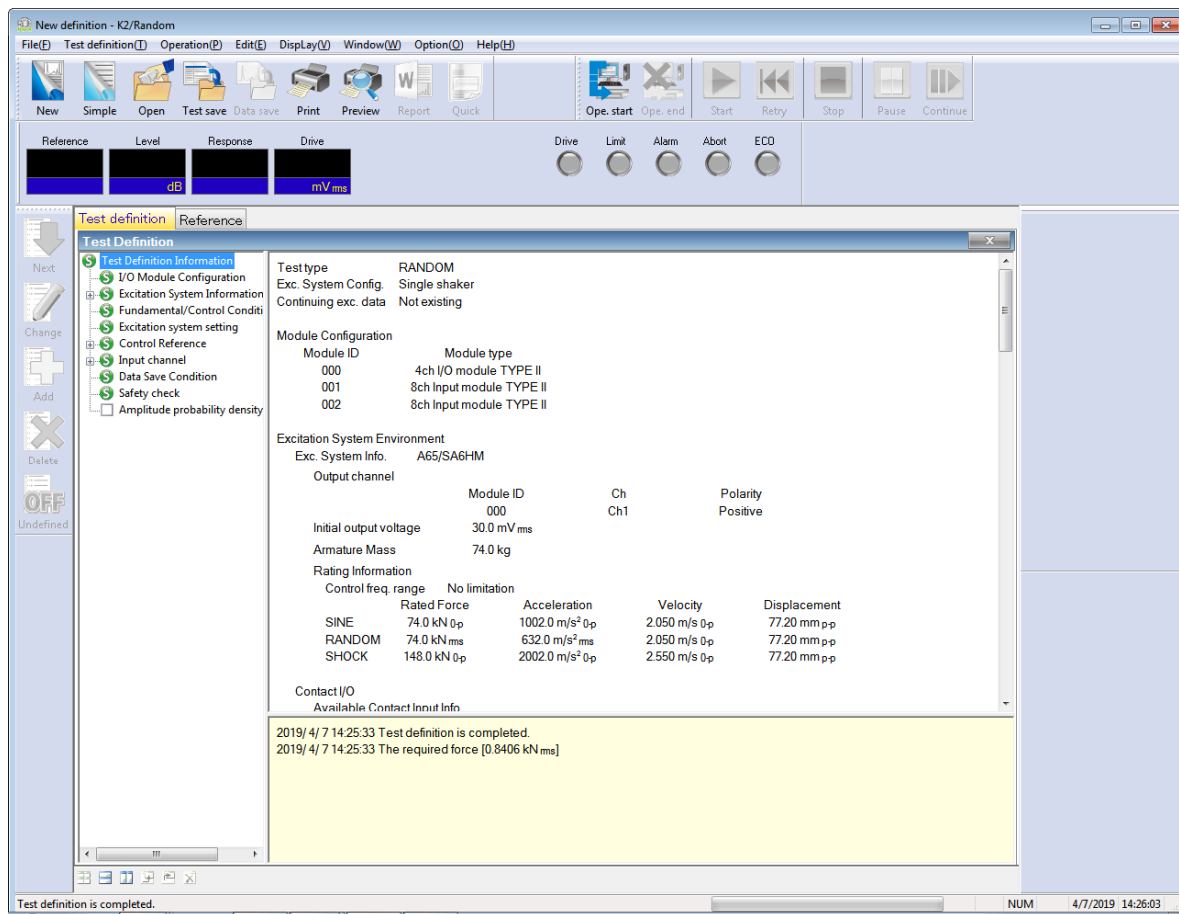 New definition - K2/Random
File(F) Test definition(T) Operation(P) Edit(E) DispLay(V) Window(W) Option(O) Help(H)
New Simple Open Test save Data save Print Preview Report Quick Ope. start Ope. end Start Retry Stop Pause Continue
Reference Level Response Drive Drive Limit Alarm Abort ECO
dB mV rms
Test definition Reference
Test Definition
Next
Change
Add
Delete
OFF
Undefined
Test Definition Information
I/O Module Configuration
Excitation System Information
Fundamental/Control Conditi
Excitation system setting
Control Reference
Input channel
Data Save Condition
Safety check
Amplitude probability density
Test type RANDOM
Exc. System Config. Single shaker
Continuing exc. data Not existing
Module Configuration
Module ID Module type
000 4ch I/O module TYPE II
001 8ch Input module TYPE II
002 8ch Input module TYPE II
Excitation System Environment
Exc. System Info. A65/SA6HM
Output channel
Module ID Ch Polarity
000 Ch1 Positive
Initial output voltage 30.0 mV rms
Armature Mass 74.0 kg
Rating Information
Control freq. range No limitation
Rated Force Acceleration Velocity Displacement
SINE 74.0 kN 0-p 1002.0 m/s² 0-p 2.050 m/s 0-p 77.20 mm p-p
RANDOM 74.0 kN rms 632.0 m/s² rms 2.050 m/s 0-p 77.20 mm p-p
SHOCK 148.0 kN 0-p 2002.0 m/s² 0-p 2.550 m/s 0-p 77.20 mm p-p
Contact I/O
Available Contact Input Info
2019/ 4/ 7 14:25:33 Test definition is completed.
2019/ 4/ 7 14:25:33 The required force [0.8406 kN rms]
Test definition is completed. NUM 4/7/2019 14:26:03